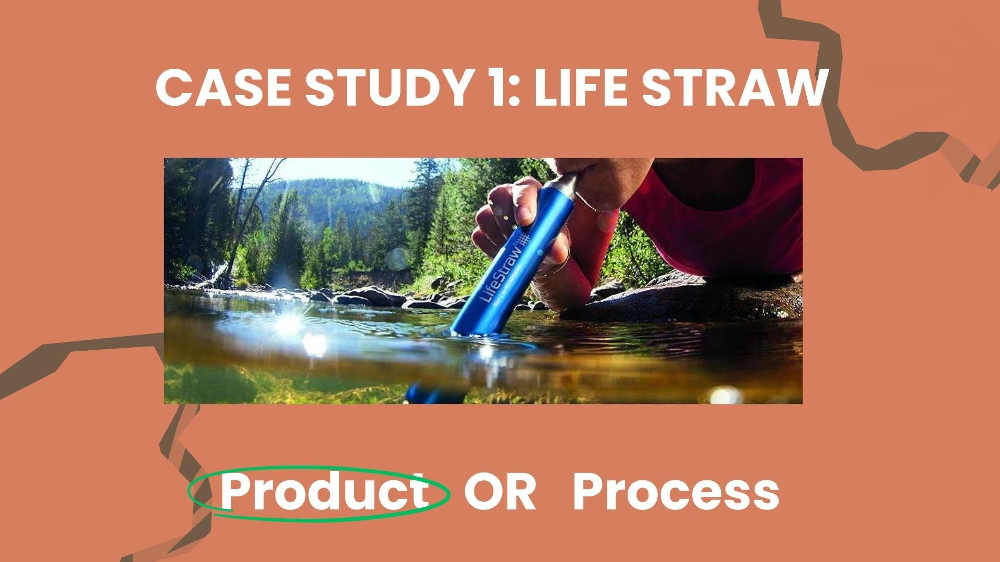 CASE STUDY 1: LIFE STRAW
LifeStraw
Product OR Process